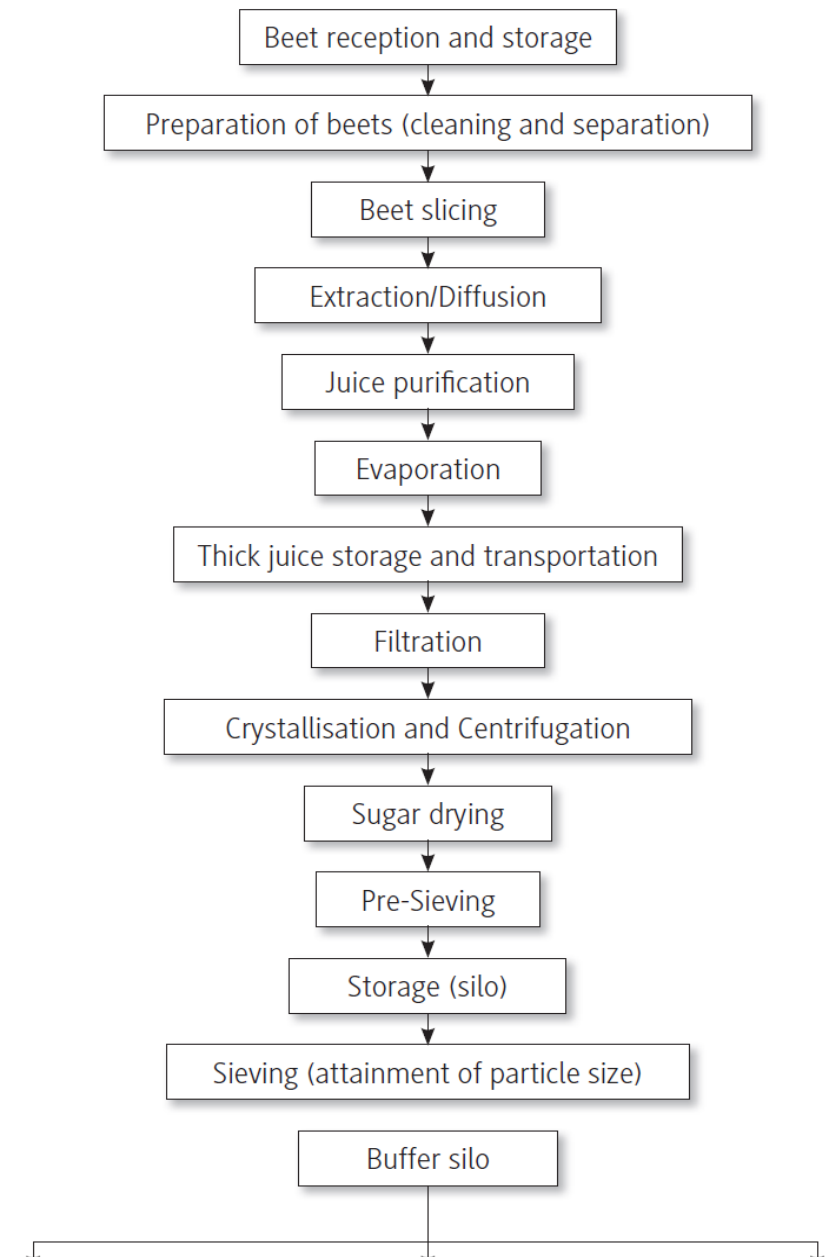 Beet reception and storage
Preparation of beets (cleaning and separation)
Beet slicing
Extraction/Diffusion
Juice purification
Evaporation
Thick juice storage and transportation
Filtration
Crystallisation and Centrifugation
Sugar drying
Pre-Sieving
Storage (silo)
Sieving (attainment of particle size)
Buffer silo